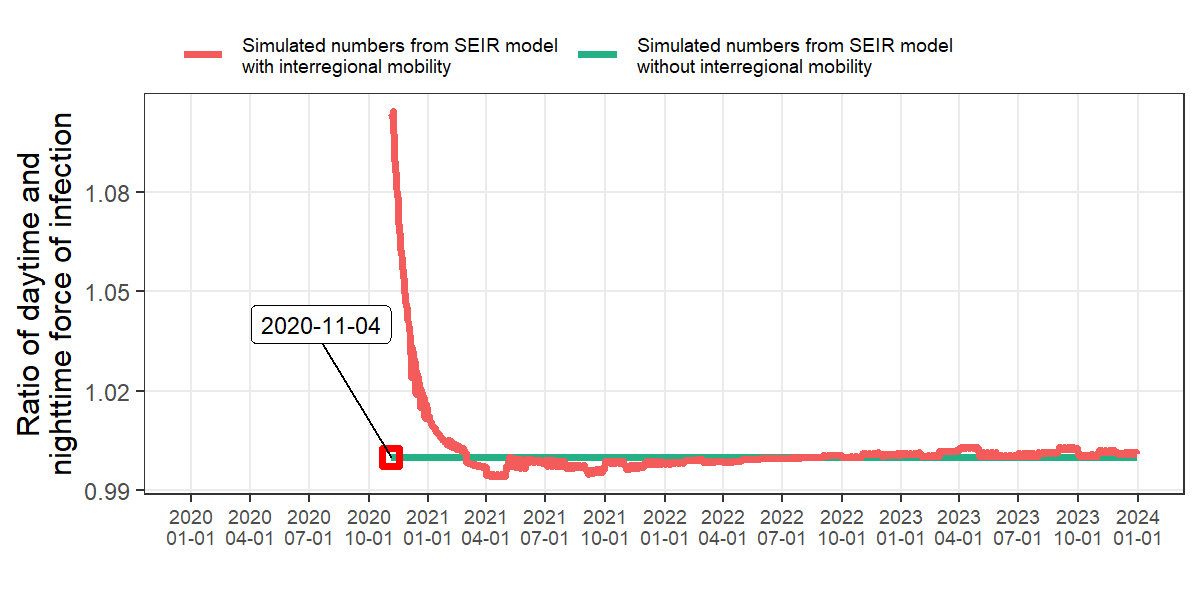 Simulated numbers from SEIR model
with interregional mobility
Simulated numbers from SEIR model
without interregional mobility
Ratio of daytime and
nighttime force of infection
1.08
1.05
1.02
0.99
2020-11-04
2020 2020 2020 2020 2021 2021 2021 2021 2022 2022 2022 2022 2023 2023 2023 2023 2024
01-01 04-01 07-01 10-01 01-01 04-01 07-01 10-01 01-01 04-01 07-01 10-01 01-01 04-01 07-01 10-01 01-01